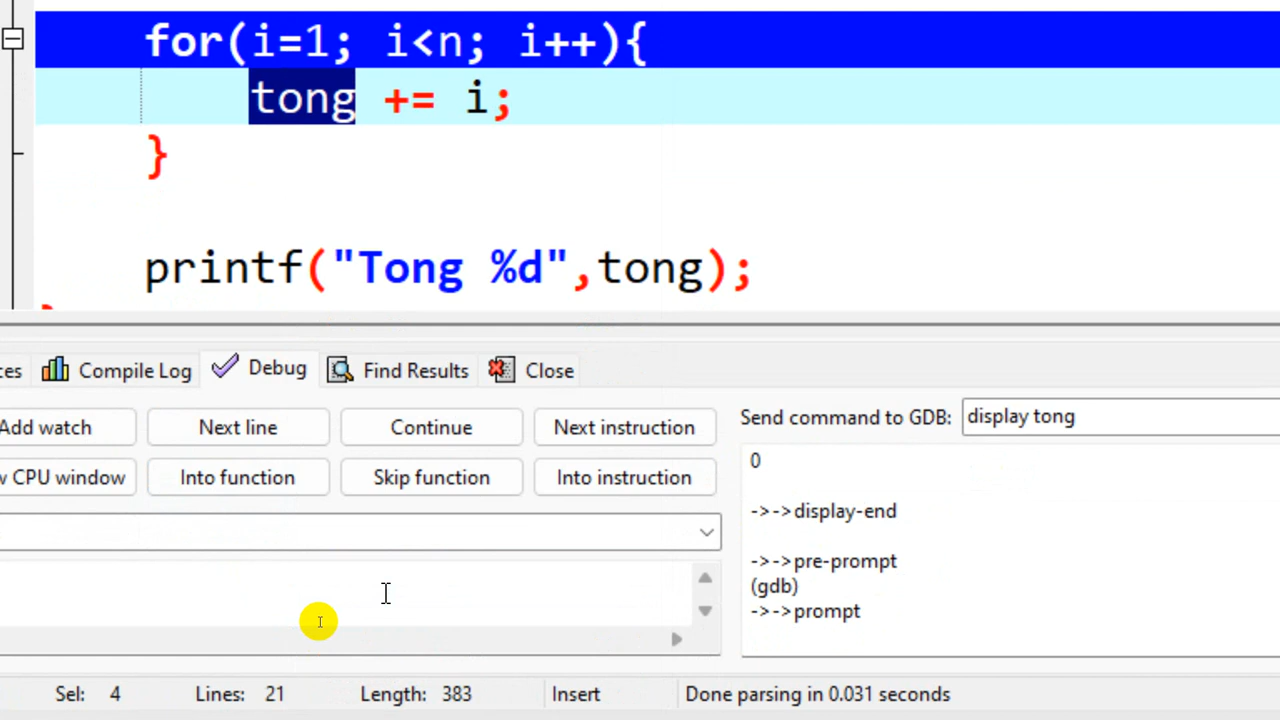 for(i=1; i<n; i++){
tong += i;
}
printf("Tong %d",tong);
ces Compile Log Debug Find Results Close
Add watch Next line Continue Next instruction
w CPU window Into function Skip function Into instruction
Send command to GDB: display tong
0
->->display-end
->->pre-prompt
(gdb)
->->prompt
Sel: 4 Lines: 21 Length: 383 Insert Done parsing in 0.031 seconds